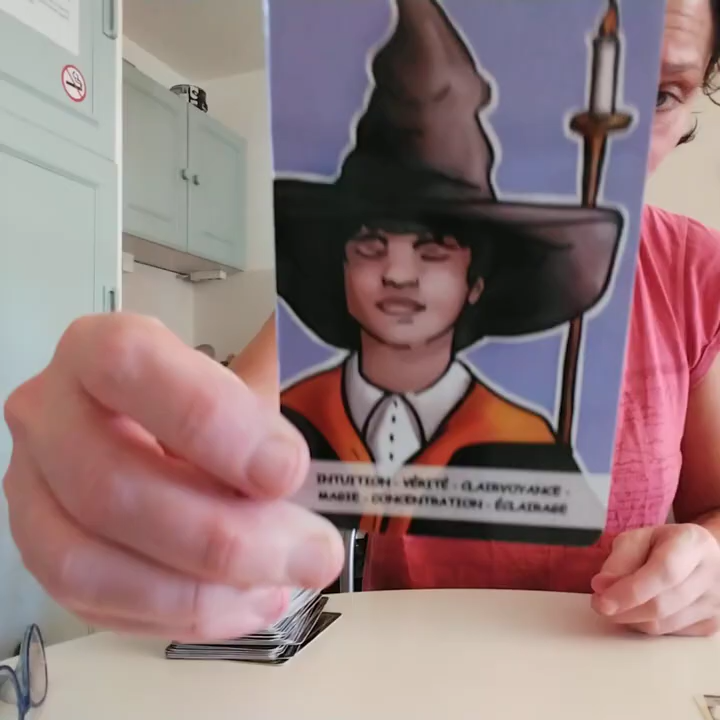 INTUITION - VÉRITÉ - CLAIRVOYANCE -
MAGIE - CONCENTRATION - ÉCLAIRAGE